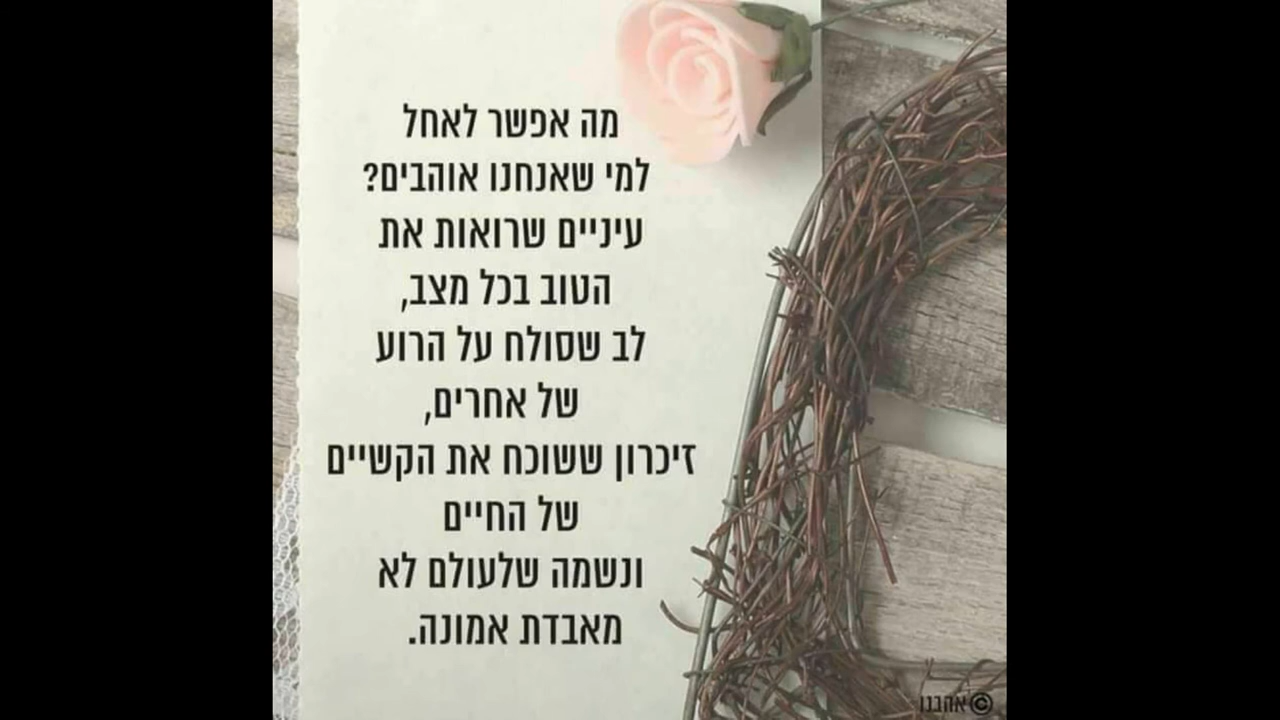 מה אפשר לאחל
למי שאנחנו אוהבים?
עיניים שרואות את
הטוב בכל מצב,
לב שסולח על הרוע
של אחרים,
זיכרון ששוכח את הקשיים
של החיים
ונשמה שלעולם לא
מאבדת אמונה.
© אהבנו